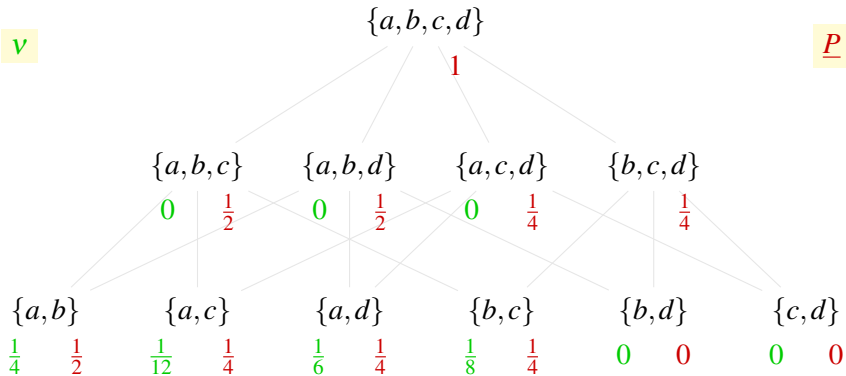 {a,b,c,d}
ν P
1
{a,b,c} {a,b,d} {a,c,d} {b,c,d}
0 1/2 0 1/2 0 1/4 1/4
{a,b} {a,c} {a,d} {b,c} {b,d} {c,d}
1/4 1/2 1/12 1/4 1/6 1/4 1/8 1/4 0 0 0 0